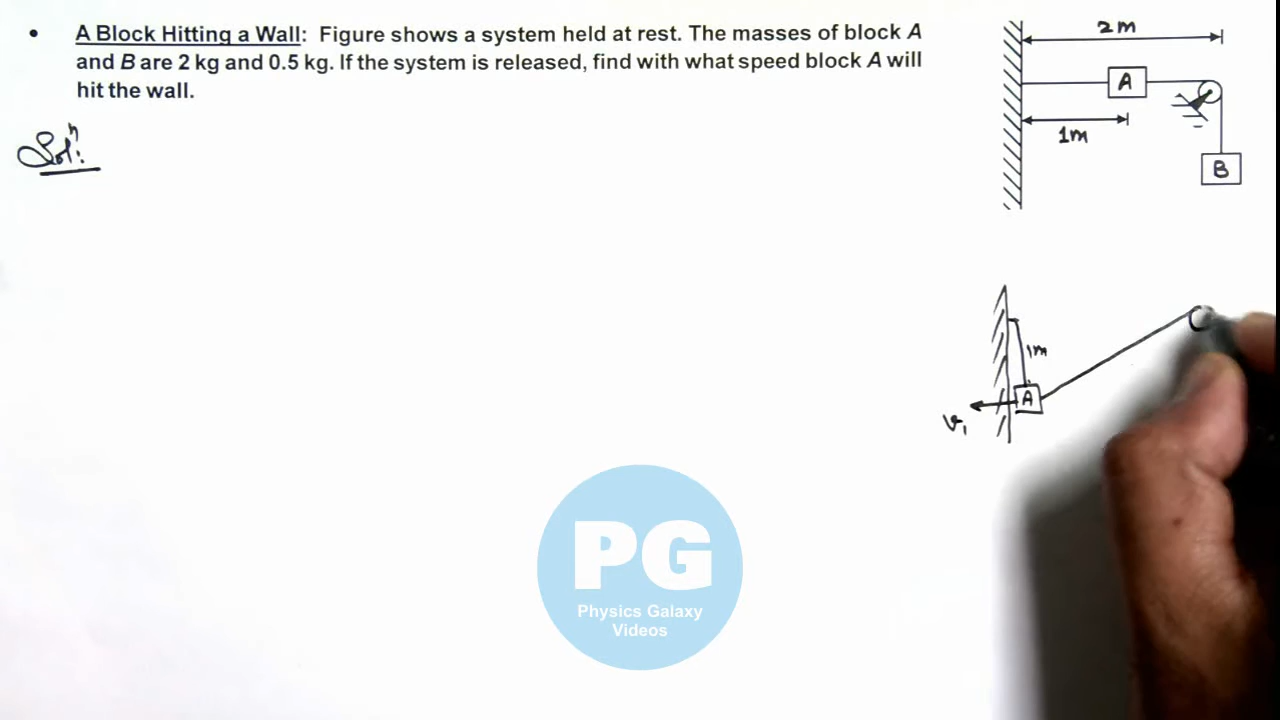 • A Block Hitting a Wall: Figure shows a system held at rest. The masses of block A
and B are 2 kg and 0.5 kg. If the system is released, find with what speed block A will
hit the wall.
Solⁿ:
2m
A
1m
B
1m
A
v₁
PG
Physics Galaxy
Videos